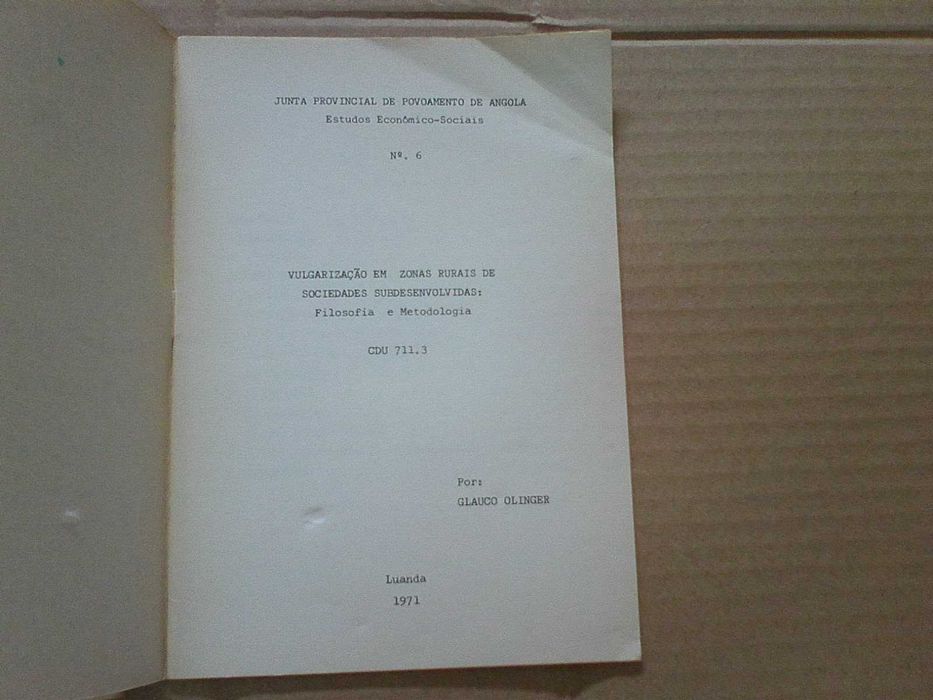 JUNTA PROVINCIAL DE POVOAMENTO DE ANGOLA
Estudos Econômico-Sociais
Nº. 6
VULGARIZAÇÃO EM ZONAS RURAIS DE
SOCIEDADES SUBDESENVOLVIDAS:
Filosofia e Metodologia
CDU 711.3
Por:
GLAUCO OLINGER
Luanda
1971